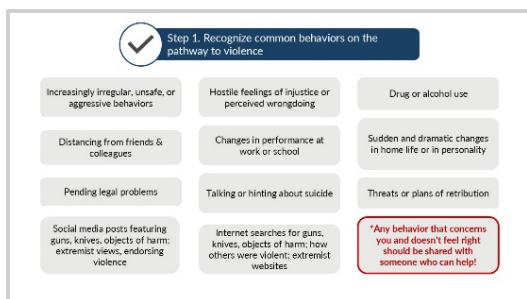 Step 1. Recognize common behaviors on the
pathway to violence
Increasingly irregular, unsafe, or
aggressive behaviors
Hostile feelings of injustice or
perceived wrongdoing
Drug or alcohol use
Distancing from friends &
colleagues
Changes in performance at
work or school
Sudden and dramatic changes
in home life or in personality
Pending legal problems
Talking or hinting about suicide
Threats or plans of retribution
Social media posts featuring
guns, knives, objects of harm;
extremist views, endorsing
violence
Internet searches for guns,
knives, objects of harm; how
others were violent; extremist
websites
*Any behavior that concerns
you and doesn't feel right
should be shared with
someone who can help!